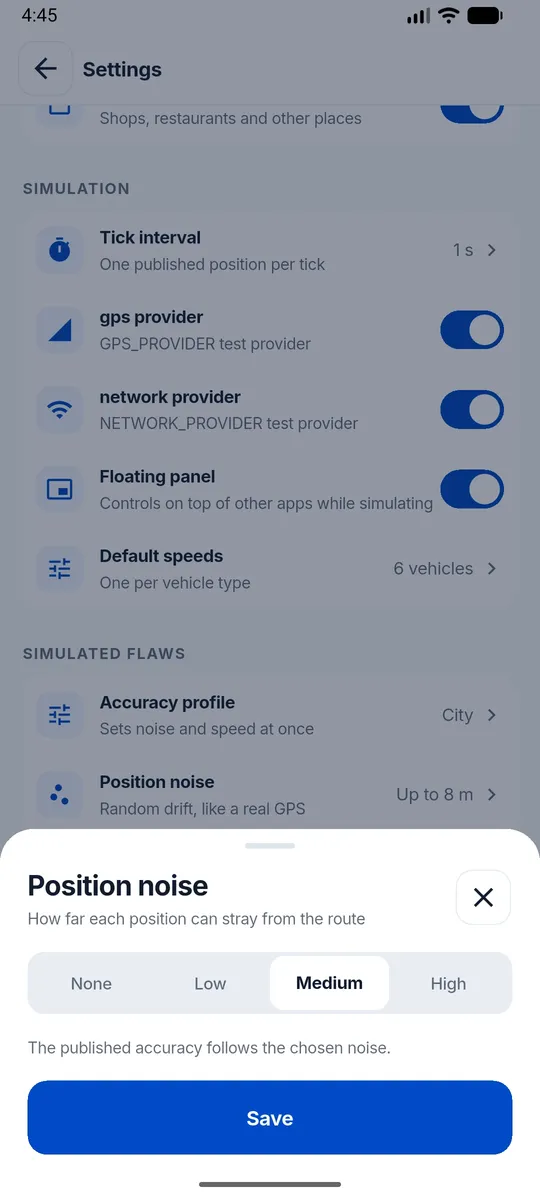 4:45
Settings
Shops, restaurants and other places
SIMULATION
Tick interval
One published position per tick
1 s
gps provider
GPS_PROVIDER test provider
network provider
NETWORK_PROVIDER test provider
Floating panel
Controls on top of other apps while simulating
Default speeds
One per vehicle type
6 vehicles
SIMULATED FLAWS
Accuracy profile
Sets noise and speed at once
City
Position noise
Random drift, like a real GPS
Up to 8 m
Position noise
How far each position can stray from the route
None Low Medium High
The published accuracy follows the chosen noise.
Save